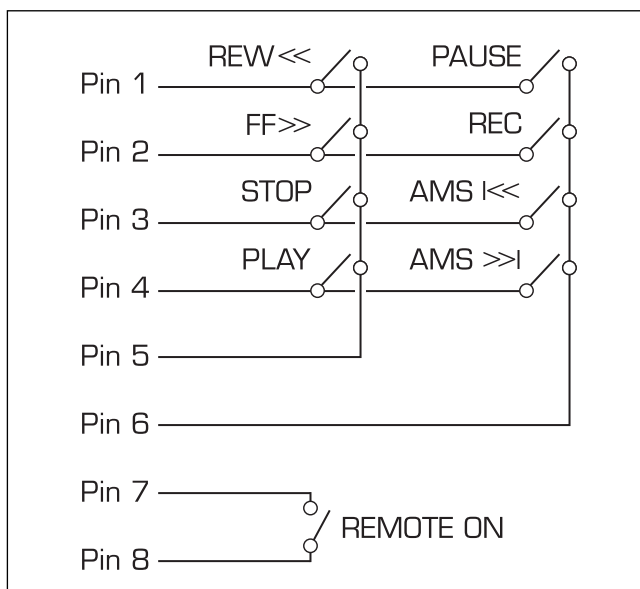 REW << PAUSE
Pin 1
FF >> REC
Pin 2
STOP AMS |<<
Pin 3
PLAY AMS >>|
Pin 4
Pin 5
Pin 6
Pin 7
REMOTE ON
Pin 8